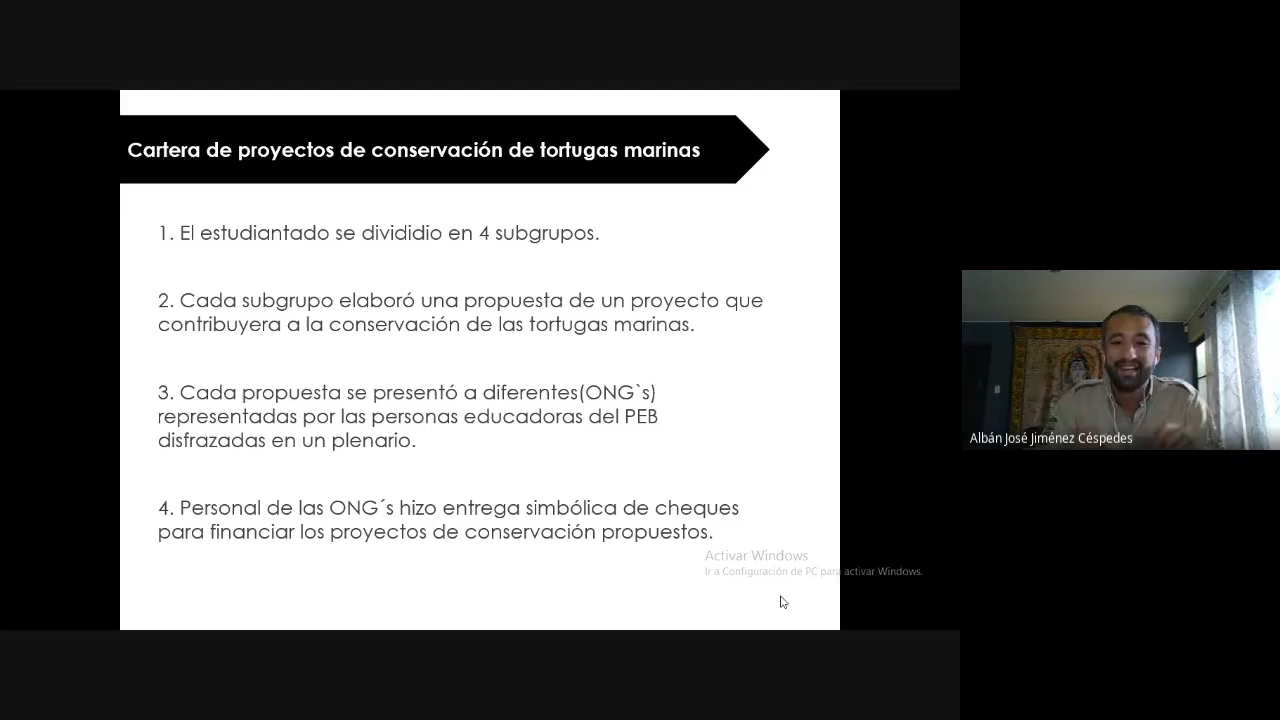 Cartera de proyectos de conservación de tortugas marinas
1. El estudiantado se divididio en 4 subgrupos.
2. Cada subgrupo elaboró una propuesta de un proyecto que
contribuyera a la conservación de las tortugas marinas.
3. Cada propuesta se presentó a diferentes(ONG`s)
representadas por las personas educadoras del PEB
disfrazadas en un plenario.
4. Personal de las ONG´s hizo entrega simbólica de cheques
para financiar los proyectos de conservación propuestos.
Activar Windows
Ir a Configuración de PC para activar Windows.
Albán José Jiménez Céspedes